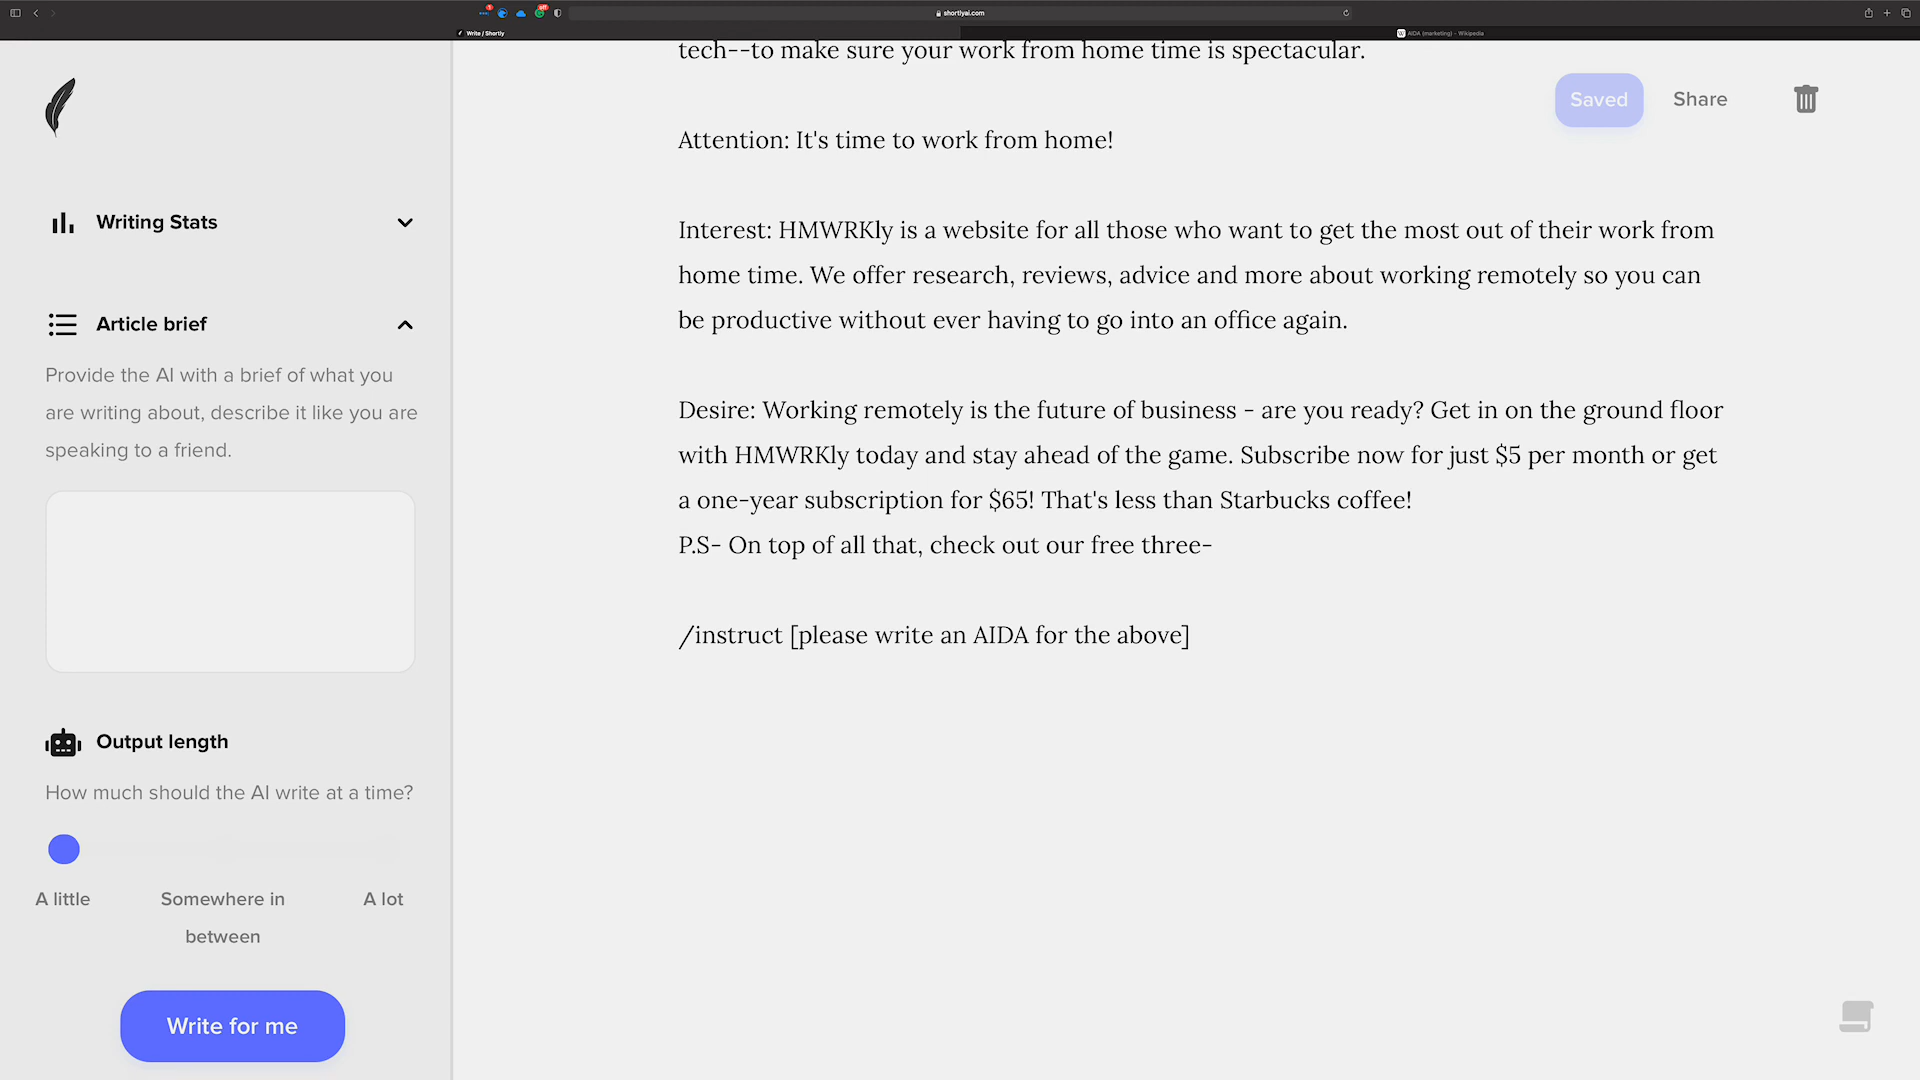 shortlyai.com
Write / Shortly
AIDA (marketing) - Wikipedia
tech--to make sure your work from home time is spectacular.
Saved
Share
Attention: It's time to work from home!
Writing Stats
Interest: HMWRKly is a website for all those who want to get the most out of their work from
home time. We offer research, reviews, advice and more about working remotely so you can
be productive without ever having to go into an office again.
Article brief
Provide the AI with a brief of what you
are writing about, describe it like you are
speaking to a friend.
Desire: Working remotely is the future of business - are you ready? Get in on the ground floor
with HMWRKly today and stay ahead of the game. Subscribe now for just $5 per month or get
a one-year subscription for $65! That's less than Starbucks coffee!
P.S- On top of all that, check out our free three-
/instruct [please write an AIDA for the above]
Output length
How much should the AI write at a time?
A little
Somewhere in
between
A lot
Write for me